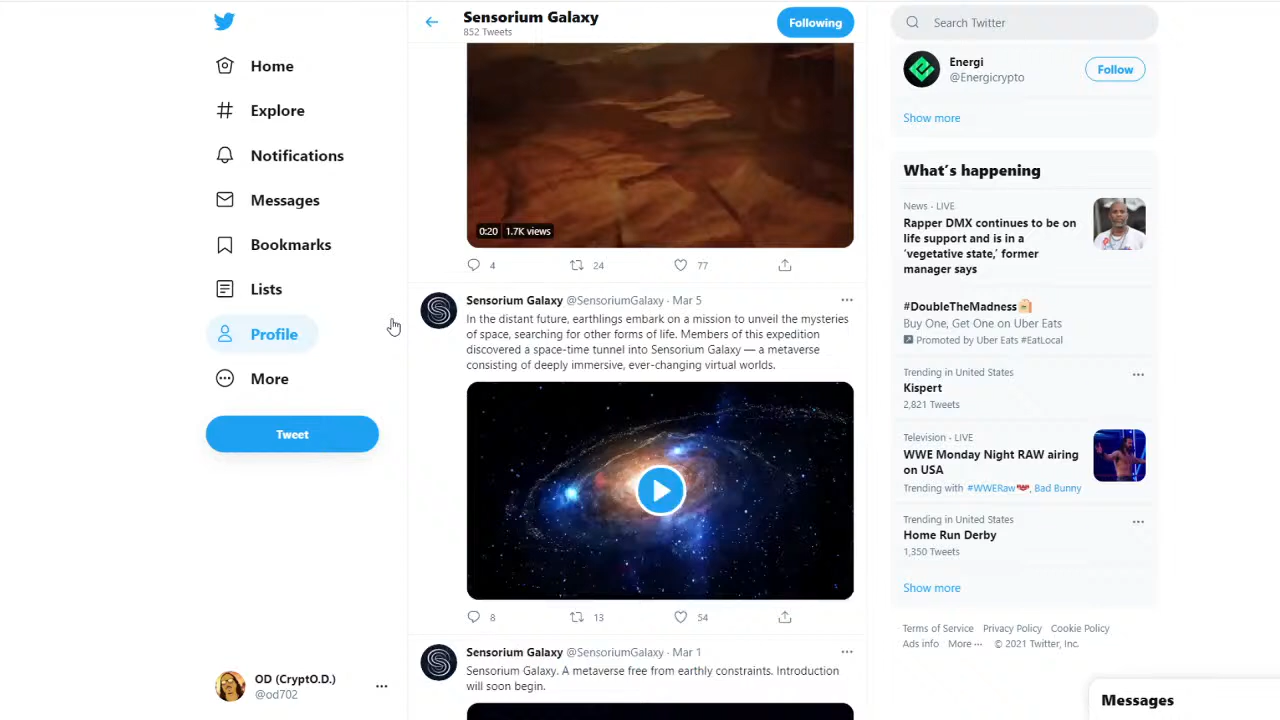 Home
Explore
Notifications
Messages
Bookmarks
Lists
Profile
More
Tweet
OD (CryptO.D.)
@od702
Sensorium Galaxy
852 Tweets
Following
0:20 1.7K views
4 24 77
Sensorium Galaxy @SensoriumGalaxy · Mar 5
In the distant future, earthlings embark on a mission to unveil the mysteries
of space, searching for other forms of life. Members of this expedition
discovered a space-time tunnel into Sensorium Galaxy — a metaverse
consisting of deeply immersive, ever-changing virtual worlds.
8 13 54
Sensorium Galaxy @SensoriumGalaxy · Mar 1
Sensorium Galaxy. A metaverse free from earthly constraints. Introduction
will soon begin.
Search Twitter
Energi
@Energicrypto
Follow
Show more
What's happening
News · LIVE
Rapper DMX continues to be on
life support and is in a
'vegetative state,' former
manager says
#DoubleTheMadness
Buy One, Get One on Uber Eats
Promoted by Uber Eats #EatLocal
Trending in United States
Kispert
2,821 Tweets
Television · LIVE
WWE Monday Night RAW airing
on USA
Trending with #WWERaw, Bad Bunny
Trending in United States
Home Run Derby
1,350 Tweets
Show more
Terms of Service Privacy Policy Cookie Policy
Ads info More ··· © 2021 Twitter, Inc.
Messages